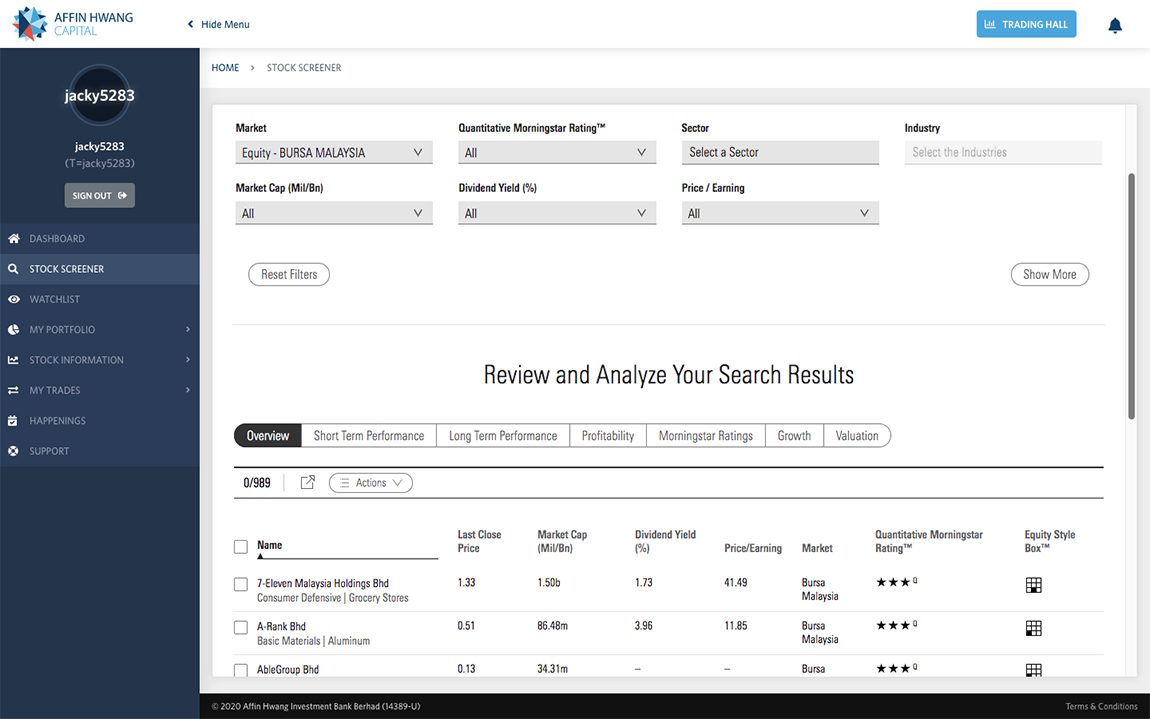 AFFIN HWANG
CAPITAL
Hide Menu
TRADING HALL
jacky5283
jacky5283
(T=jacky5283)
SIGN OUT
DASHBOARD
STOCK SCREENER
WATCHLIST
MY PORTFOLIO
STOCK INFORMATION
MY TRADES
HAPPENINGS
SUPPORT
HOME > STOCK SCREENER
Market Quantitative Morningstar Rating™ Sector Industry
Equity - BURSA MALAYSIA All Select a Sector Select the Industries
Market Cap (Mil/Bn) Dividend Yield (%) Price / Earning
All All All
Reset Filters Show More
Review and Analyze Your Search Results
Overview Short Term Performance Long Term Performance Profitability Morningstar Ratings Growth Valuation
0/989 Actions
Name Last Close Price Market Cap (Mil/Bn) Dividend Yield (%) Price/Earning Market Quantitative Morningstar Rating™ Equity Style Box™
7-Eleven Malaysia Holdings Bhd 1.33 1.50b 1.73 41.49 Bursa Malaysia ★★★ Q
Consumer Defensive | Grocery Stores
A-Rank Bhd 0.51 86.48m 3.96 11.85 Bursa Malaysia ★★★ Q
Basic Materials | Aluminum
AbleGroup Bhd 0.13 34.31m – – Bursa ★★★ Q
© 2020 Affin Hwang Investment Bank Berhad (14389-U) Terms & Conditions